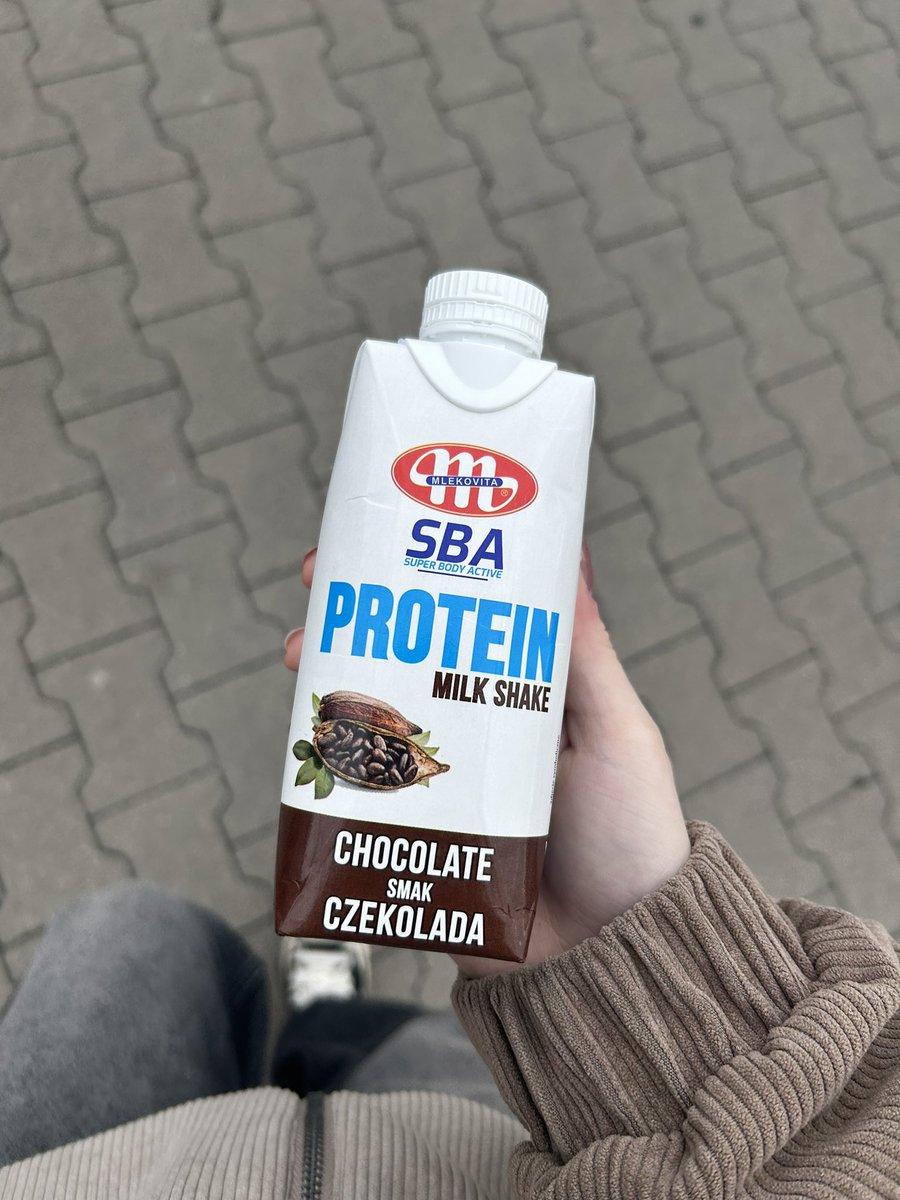 MLEKOVITA
SBA
SUPER BODY ACTIVE
PROTEIN
MILK SHAKE
CHOCOLATE
SMAK
CZEKOLADA